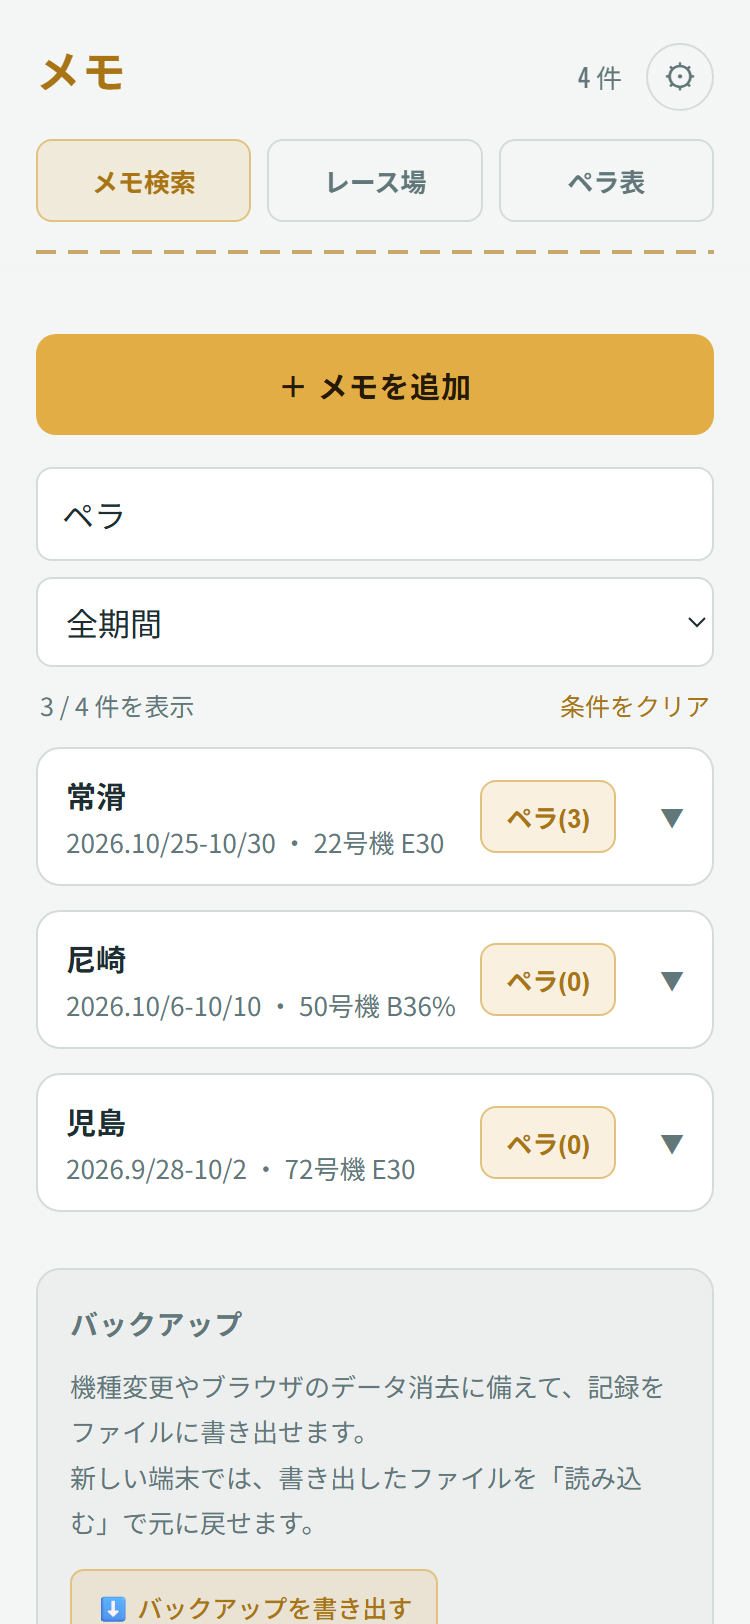 メモ
4 件
メモ検索
レース場
ペラ表
＋ メモを追加
ペラ
全期間
3 / 4 件を表示
条件をクリア
常滑
2026.10/25-10/30 ・ 22号機 E30
ペラ(3)
▼
尼崎
2026.10/6-10/10 ・ 50号機 B36%
ペラ(0)
▼
児島
2026.9/28-10/2 ・ 72号機 E30
ペラ(0)
▼
バックアップ
機種変更やブラウザのデータ消去に備えて、記録を
ファイルに書き出せます。
新しい端末では、書き出したファイルを「読み込
む」で元に戻せます。
⬇️ バックアップを書き出す